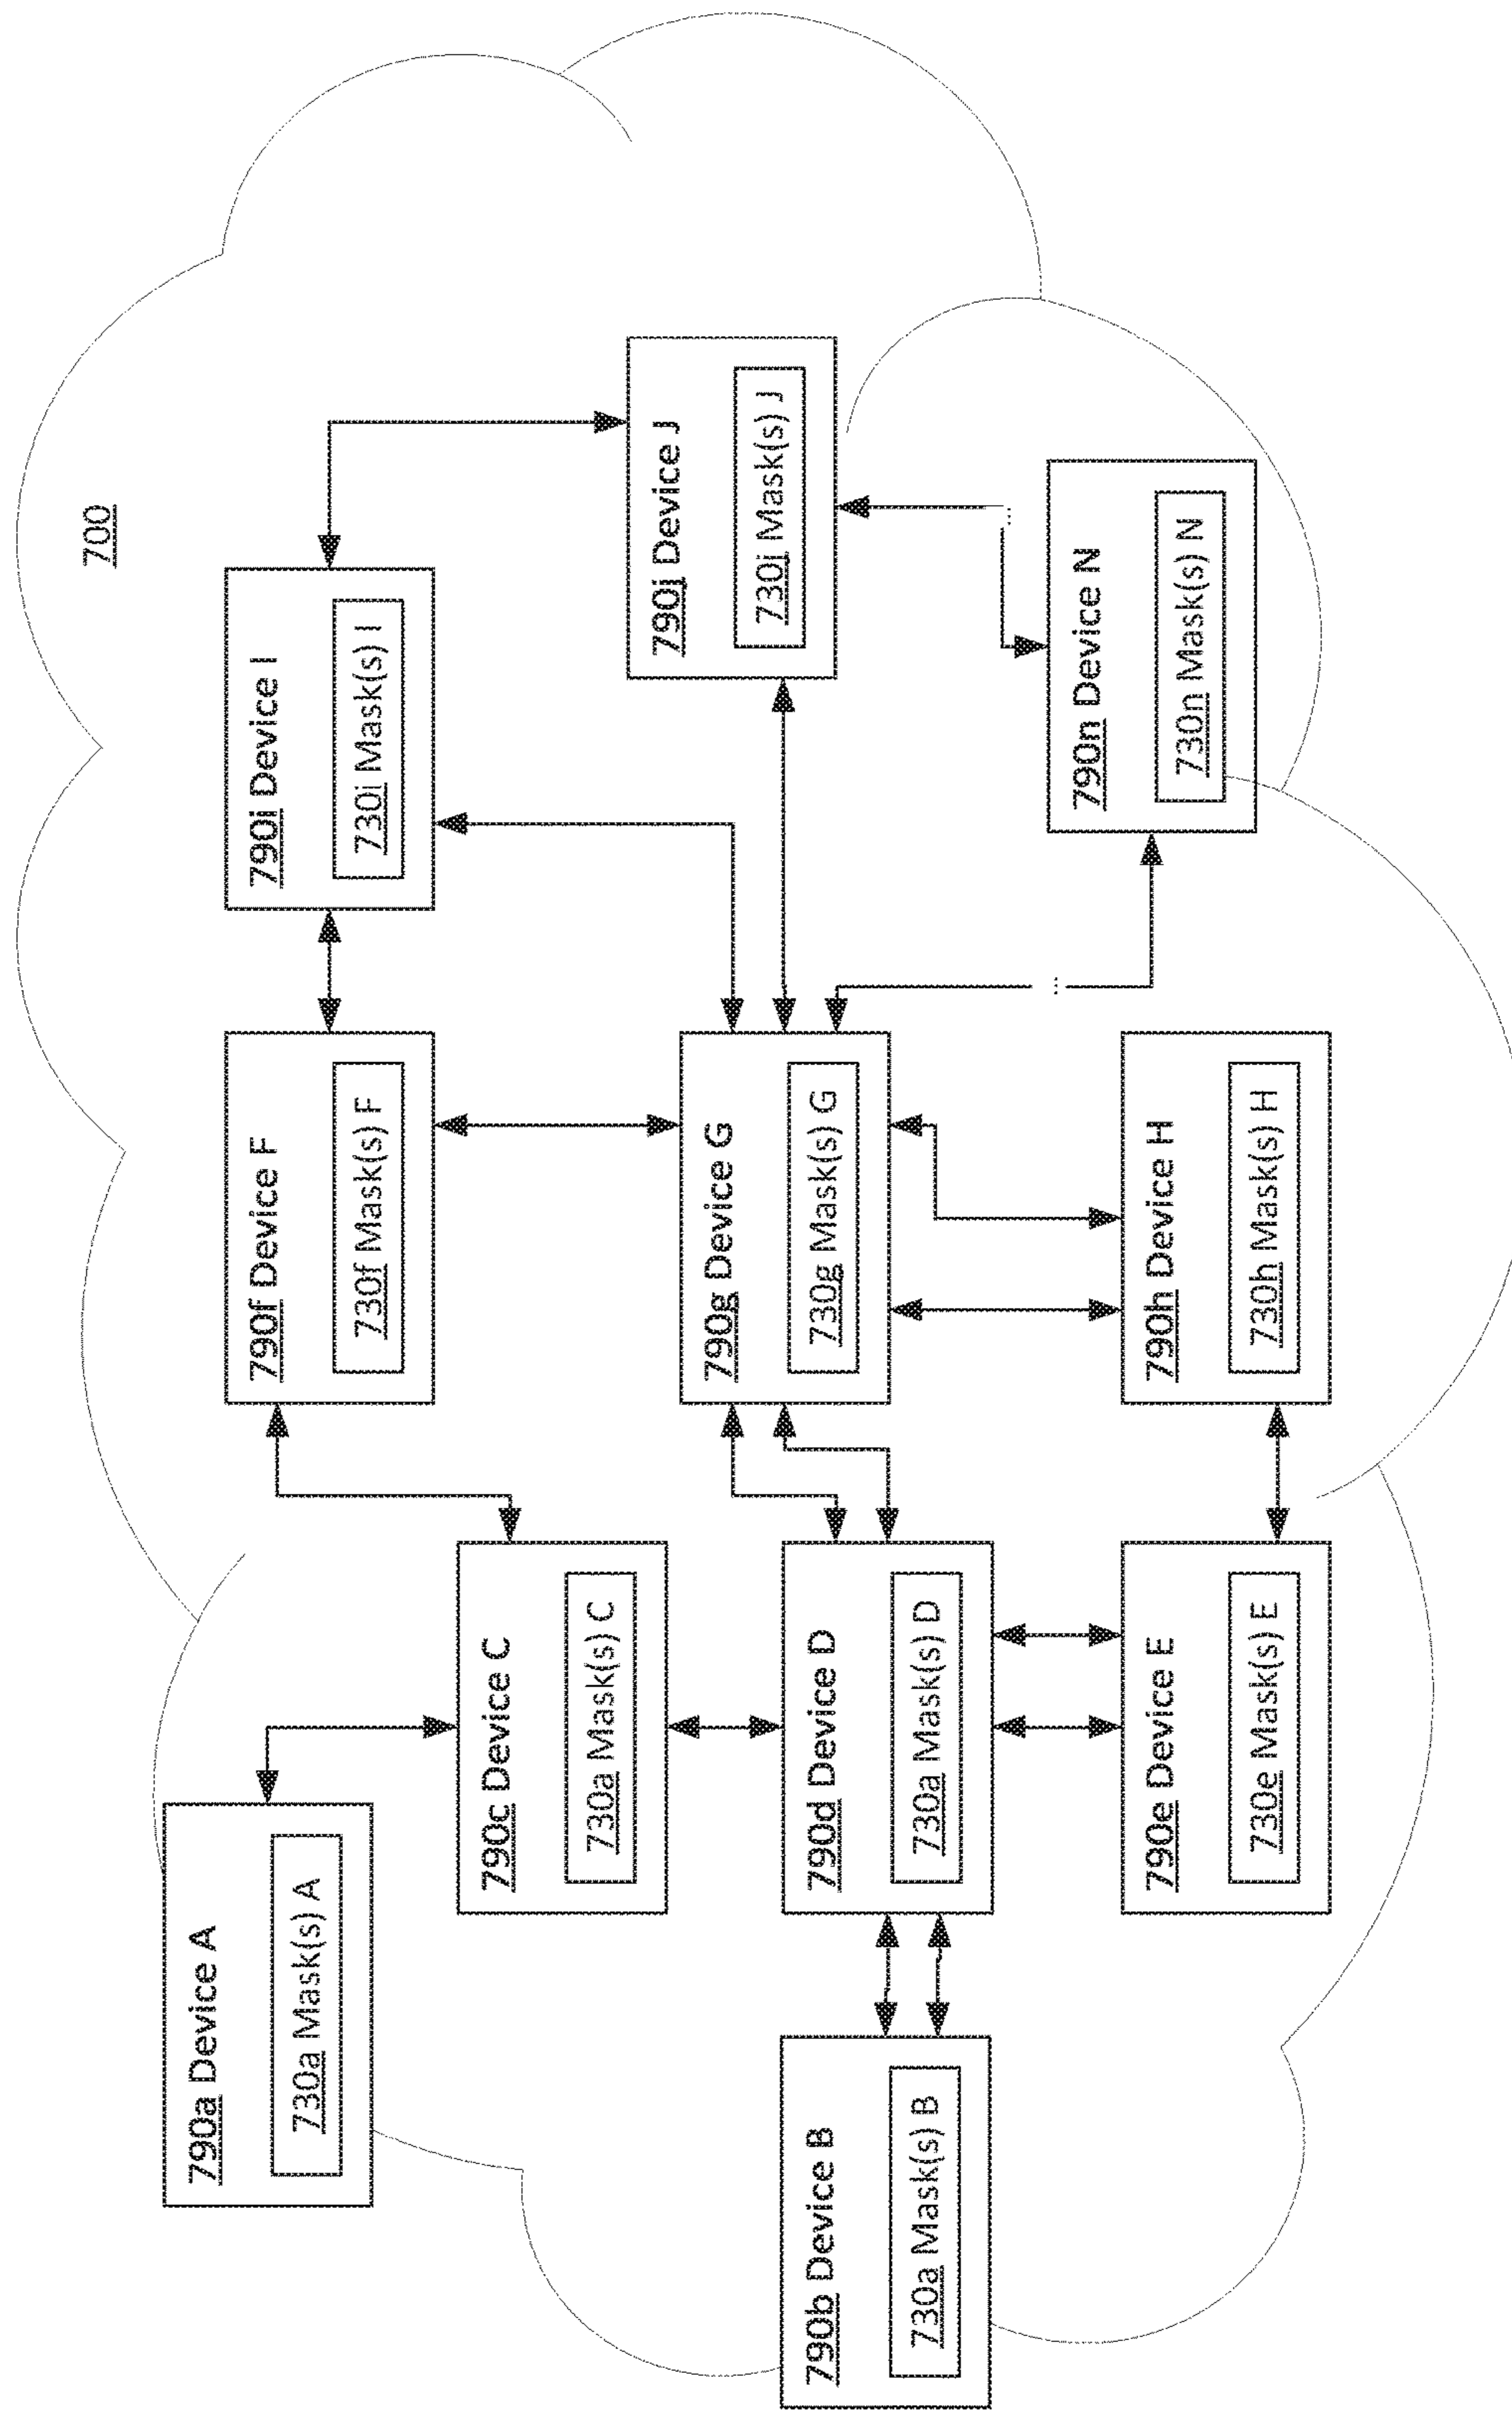 700
790a Device A
730a Mask(s) A
790b Device B
730a Mask(s) B
790c Device C
730a Mask(s) C
790d Device D
730a Mask(s) D
790e Device E
730e Mask(s) E
790f Device F
730f Mask(s) F
790g Device G
730g Mask(s) G
790h Device H
730h Mask(s) H
790i Device I
730i Mask(s) I
790j Device J
730j Mask(s) J
790n Device N
730n Mask(s) N
...
...